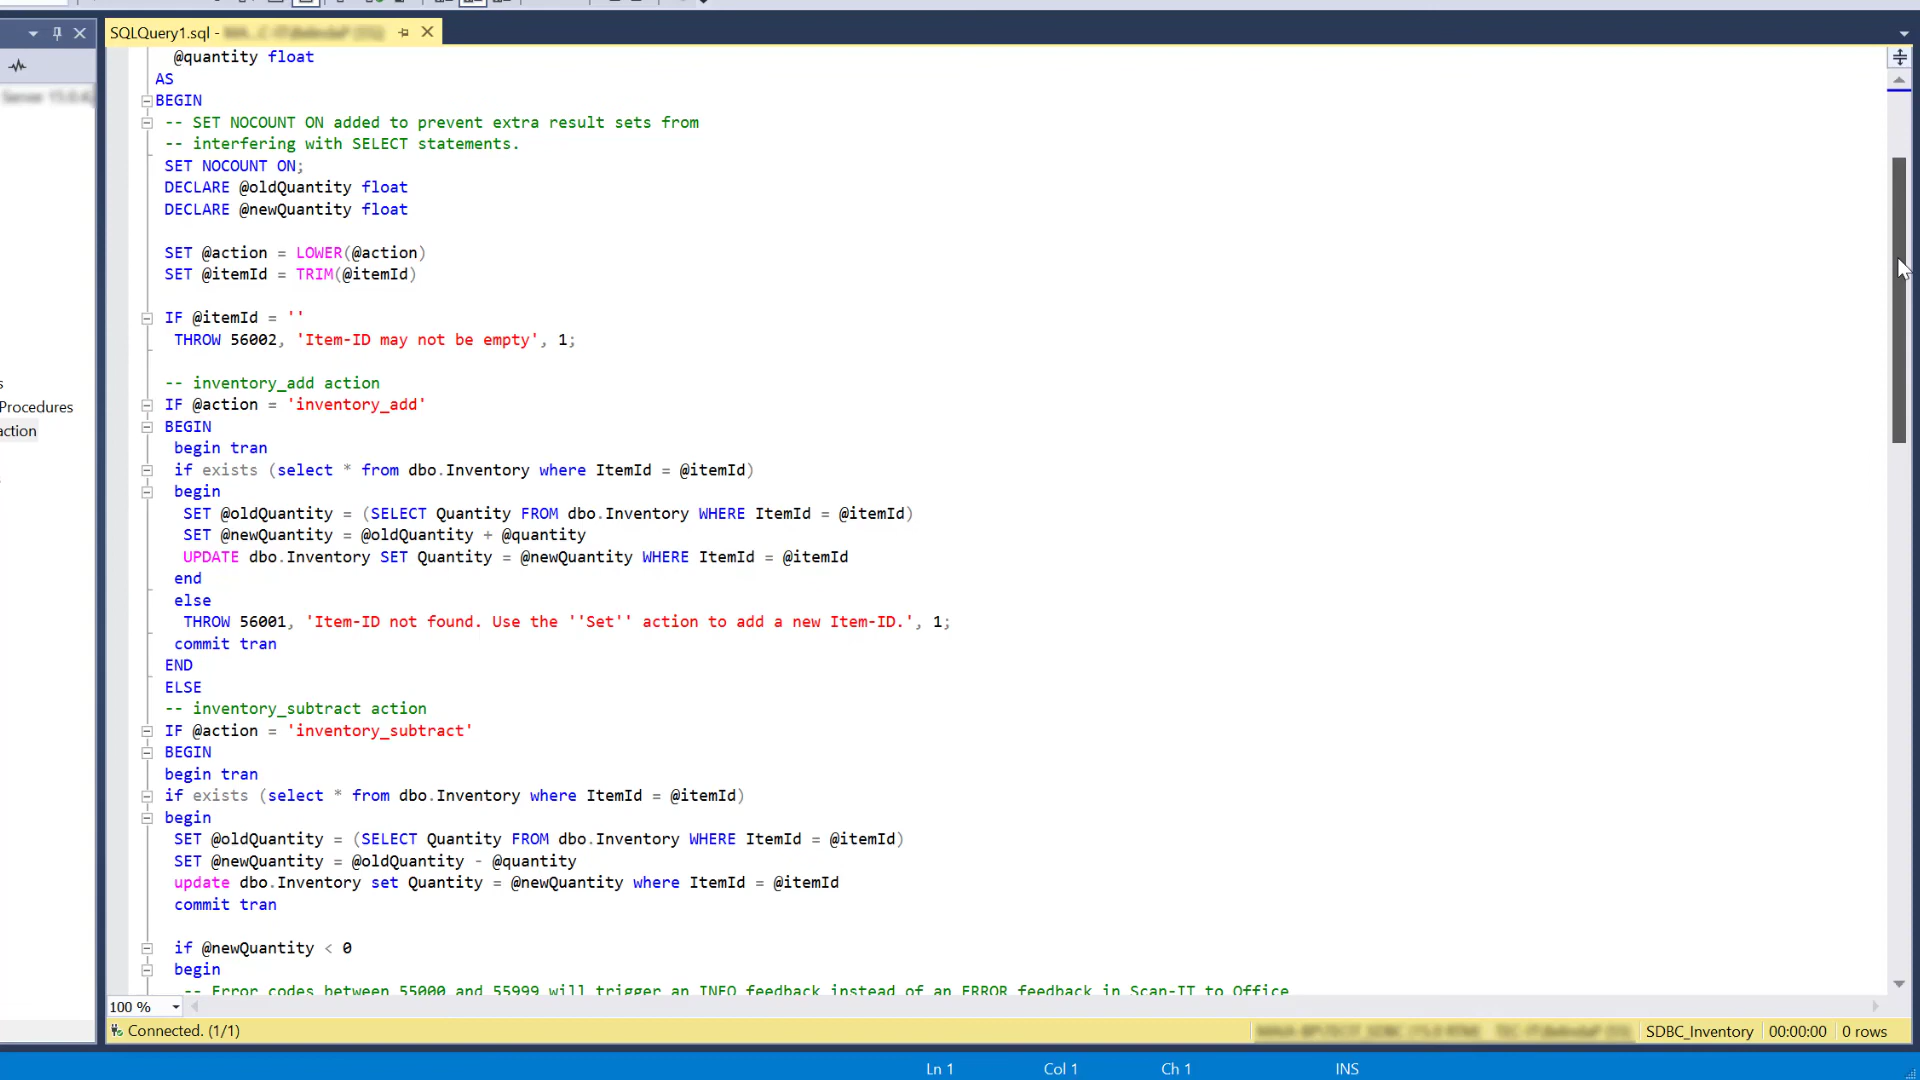 SQLQuery1.sql -
@quantity float
AS
BEGIN
-- SET NOCOUNT ON added to prevent extra result sets from
-- interfering with SELECT statements.
SET NOCOUNT ON;
DECLARE @oldQuantity float
DECLARE @newQuantity float
SET @action = LOWER(@action)
SET @itemId = TRIM(@itemId)
IF @itemId = ''
THROW 56002, 'Item-ID may not be empty', 1;
-- inventory_add action
IF @action = 'inventory_add'
BEGIN
begin tran
if exists (select * from dbo.Inventory where ItemId = @itemId)
begin
SET @oldQuantity = (SELECT Quantity FROM dbo.Inventory WHERE ItemId = @itemId)
SET @newQuantity = @oldQuantity + @quantity
UPDATE dbo.Inventory SET Quantity = @newQuantity WHERE ItemId = @itemId
end
else
THROW 56001, 'Item-ID not found. Use the ''Set'' action to add a new Item-ID.', 1;
commit tran
END
ELSE
-- inventory_subtract action
IF @action = 'inventory_subtract'
BEGIN
begin tran
if exists (select * from dbo.Inventory where ItemId = @itemId)
begin
SET @oldQuantity = (SELECT Quantity FROM dbo.Inventory WHERE ItemId = @itemId)
SET @newQuantity = @oldQuantity - @quantity
update dbo.Inventory set Quantity = @newQuantity where ItemId = @itemId
commit tran
if @newQuantity < 0
begin
-- Error codes between 55000 and 55999 will trigger an INFO feedback instead of an ERROR feedback in Scan-IT to Office
s
Procedures
action
100 %
Connected. (1/1)
SDBC_Inventory
00:00:00
0 rows
Ln 1
Col 1
Ch 1
INS